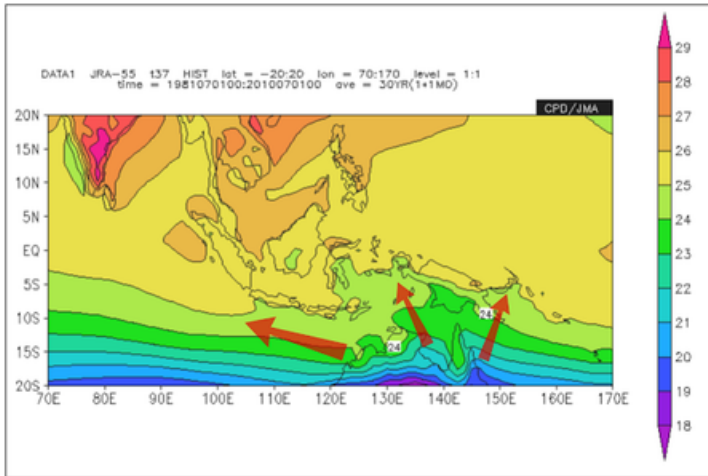 DATA1 JRA-55 t37 HIST lat = -20:20 lon = 70:170 level = 1:1
time = 1981070100:2010070100 ave = 30YR(1+1MO)
CPD/JMA
20N
15N
10N
5N
EQ
5S
10S
15S
20S
24
24
70E 80E 90E 100E 110E 120E 130E 140E 150E 160E 170E
29
28
27
26
25
24
23
22
21
20
19
18